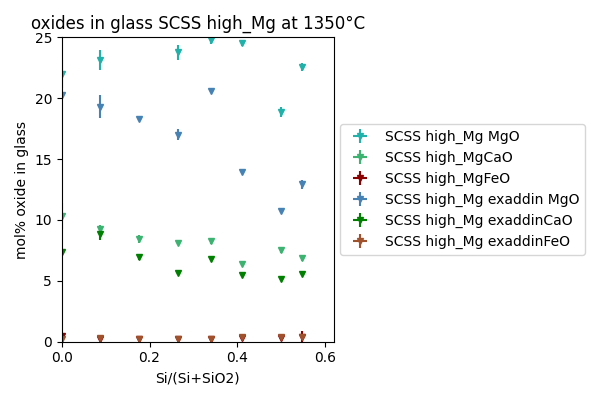 oxides in glass SCSS high_Mg at 1350°C
25
20
15
10
5
0
mol% oxide in glass
0.0
0.2
0.4
0.6
Si/(Si+SiO2)
SCSS high_Mg MgO
SCSS high_MgCaO
SCSS high_MgFeO
SCSS high_Mg exaddin MgO
SCSS high_Mg exaddinCaO
SCSS high_Mg exaddinFeO